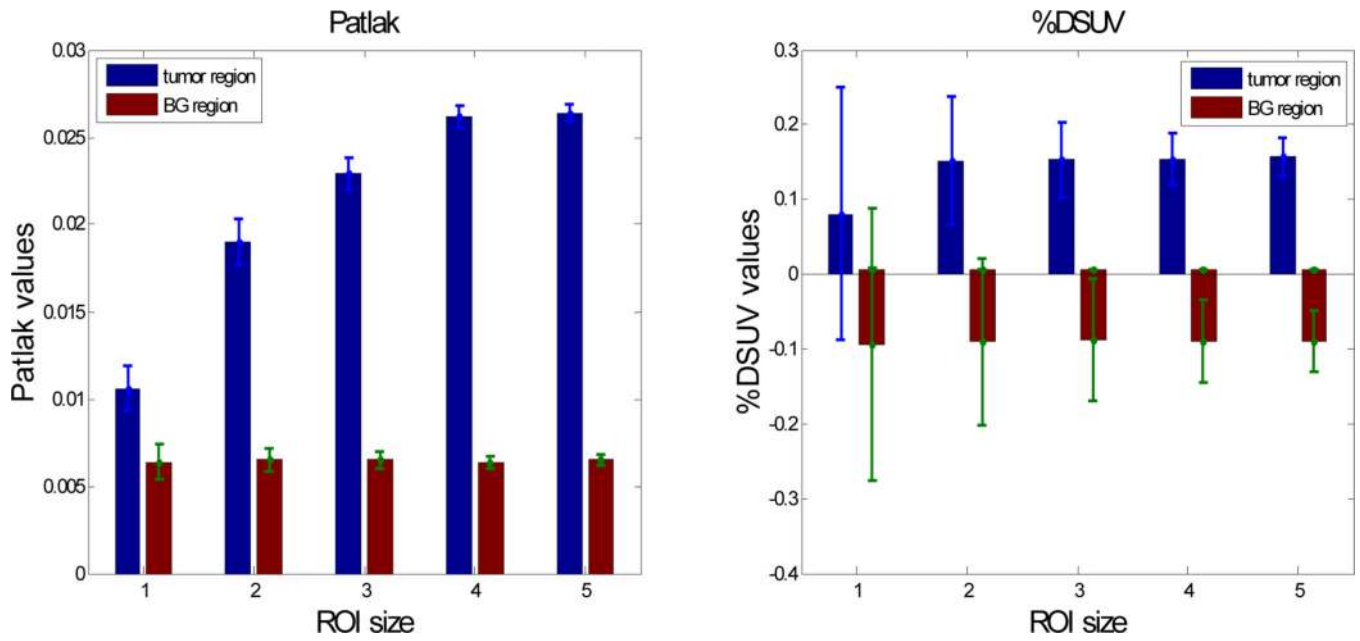 Patlak
0.03
0.025
0.02
0.015
0.01
0.005
0
Patlak values
tumor region
BG region
1 2 3 4 5
ROI size
%DSUV
0.3
0.2
0.1
0
-0.1
-0.2
-0.3
-0.4
%DSUV values
tumor region
BG region
1 2 3 4 5
ROI size